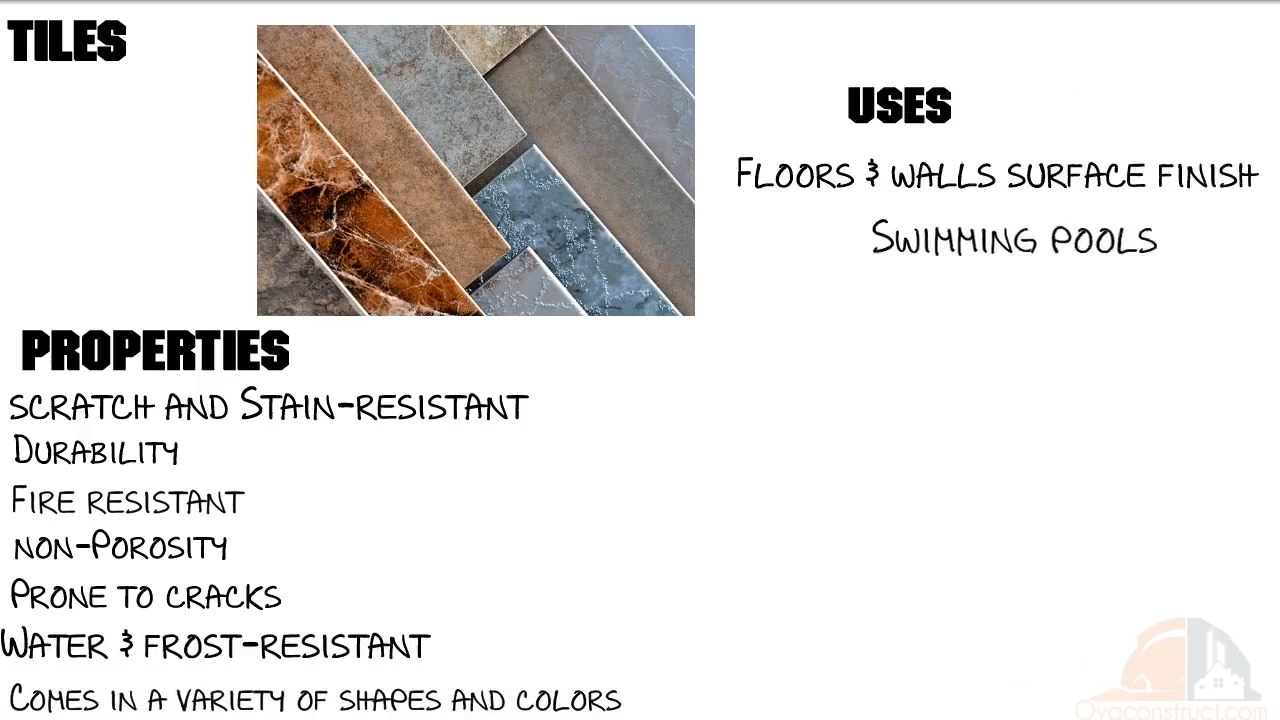 TILES
USES
FLOORS & WALLS SURFACE FINISH
SWIMMING POOLS
PROPERTIES
SCRATCH AND STAIN-RESISTANT
DURABILITY
FIRE RESISTANT
NON-POROSITY
PRONE TO CRACKS
WATER & FROST-RESISTANT
COMES IN A VARIETY OF SHAPES AND COLORS
Ovaconstruct.com